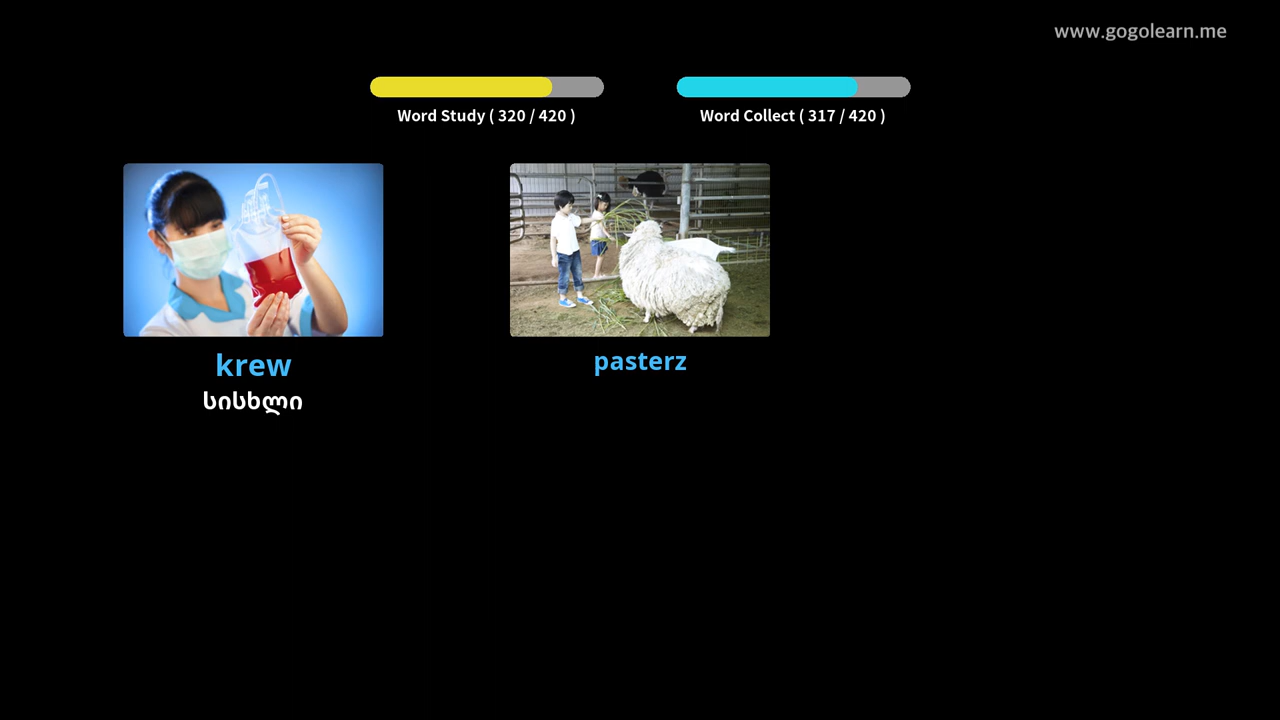 www.gogolearn.me
Word Study ( 320 / 420 )
Word Collect ( 317 / 420 )
krew
სისხლი
pasterz